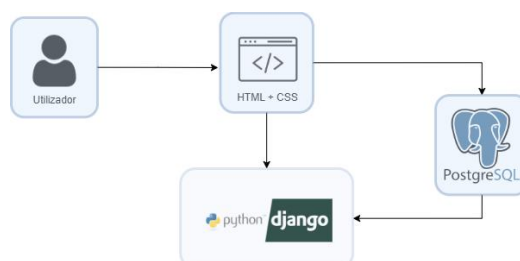 Utilizador
</>
HTML + CSS
PostgreSQL
python django